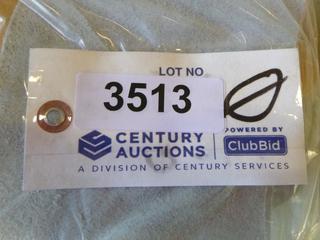 LOT NO
3513
CENTURY
AUCTIONS
POWERED BY
ClubBid
A DIVISION OF CENTURY SERVICES